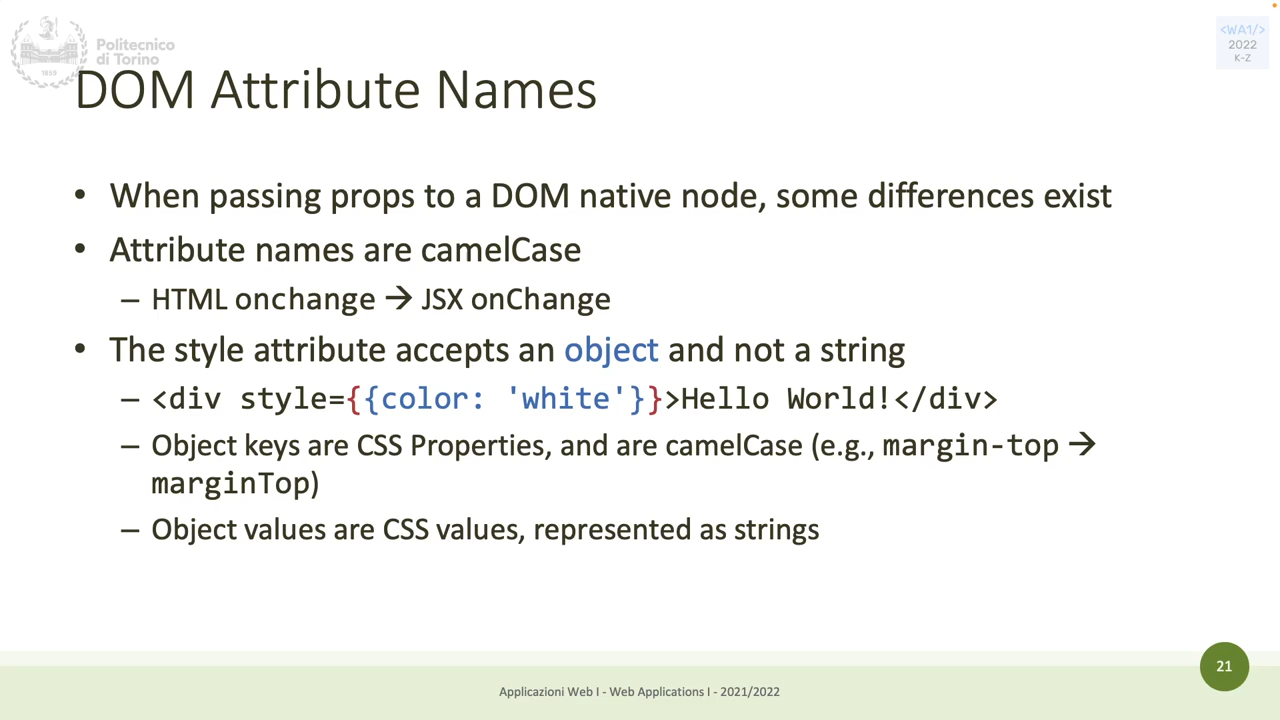 Politecnico
di Torino
1859
<WA1/>
2022
K-Z
DOM Attribute Names
• When passing props to a DOM native node, some differences exist
• Attribute names are camelCase
– HTML onchange → JSX onChange
• The style attribute accepts an object and not a string
– <div style={{color: 'white'}}>Hello World!</div>
– Object keys are CSS Properties, and are camelCase (e.g., margin-top →
marginTop)
– Object values are CSS values, represented as strings
21
Applicazioni Web I - Web Applications I - 2021/2022